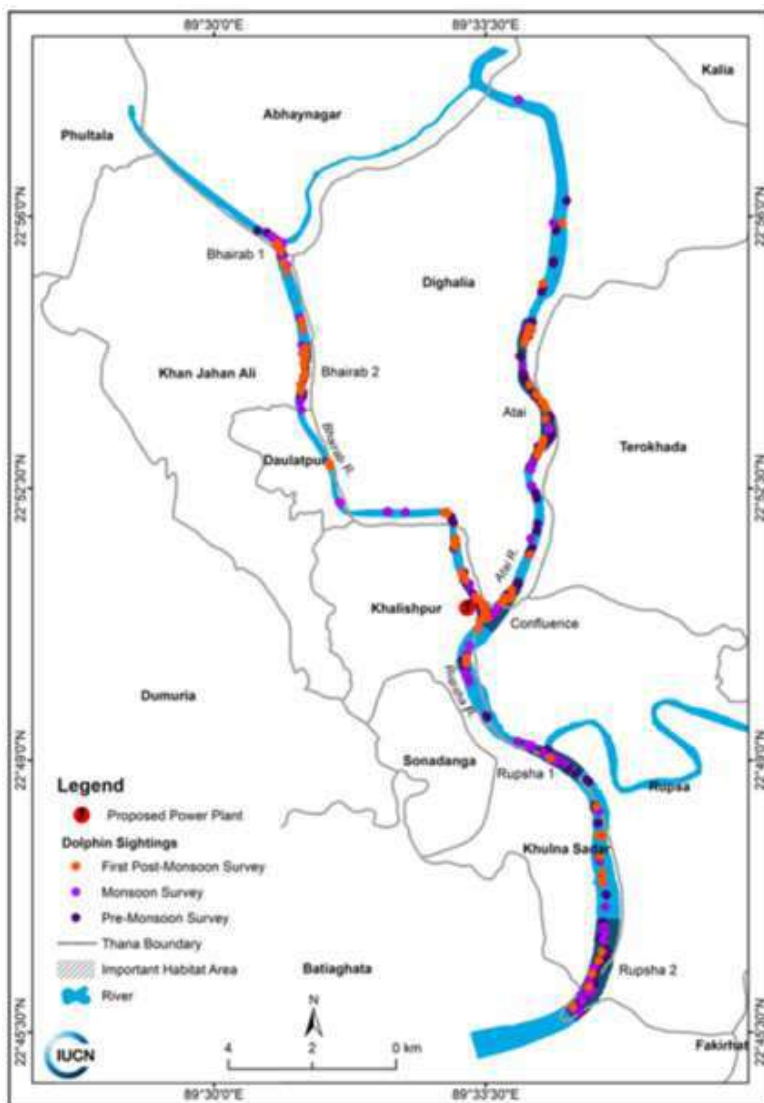 89°30'0"E
89°33'30"E
Kalia
Abhaynagar
Phultala
22°56'0"N
22°56'0"N
Bhairab 1
Dighalia
Khan Jahan Ali
Bhairab 2
Atai
Terokhada
Bhairab R.
Daulatpur
22°52'30"N
22°52'30"N
Atai R.
Khalishpur
Confluence
Dumuria
Rupsha R.
Sonadanga
22°49'0"N
22°49'0"N
Rupsha 1
Rupsa
Legend
Proposed Power Plant
Dolphin Sightings
First Post-Monsoon Survey
Monsoon Survey
Pre-Monsoon Survey
Thana Boundary
Important Habitat Area
River
Khulna Sadar
Batiaghata
Rupsha 2
N
4 2 0 km
IUCN
Fakirhat
22°45'30"N
22°45'30"N
89°30'0"E
89°33'30"E